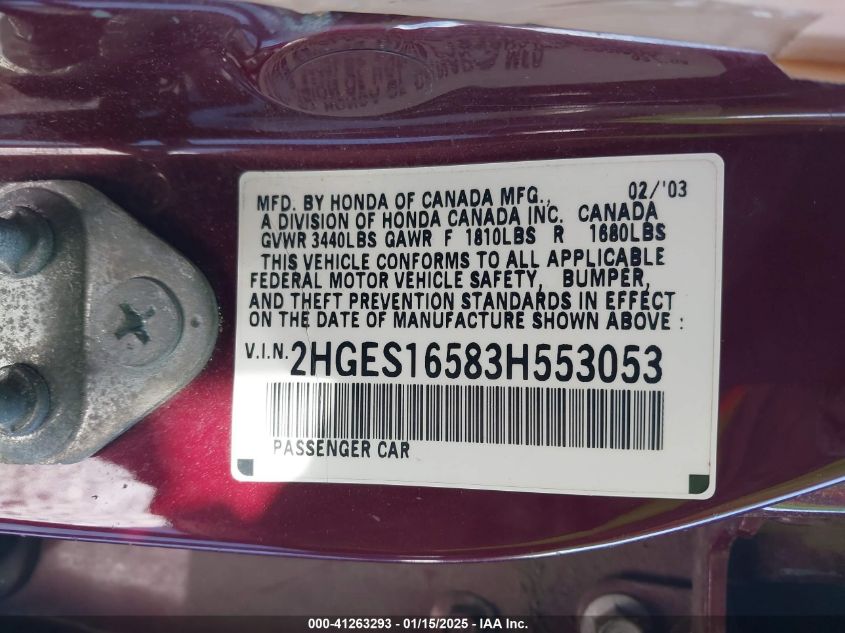 MFD. BY HONDA OF CANADA MFG., 02/'03
A DIVISION OF HONDA CANADA INC. CANADA
GVWR 3440LBS GAWR F 1810LBS R 1680LBS
THIS VEHICLE CONFORMS TO ALL APPLICABLE
FEDERAL MOTOR VEHICLE SAFETY, BUMPER,
AND THEFT PREVENTION STANDARDS IN EFFECT
ON THE DATE OF MANUFACTURE SHOWN ABOVE :
V.I.N. 2HGES16583H553053
PASSENGER CAR
000-41263293 - 01/15/2025 - IAA Inc.